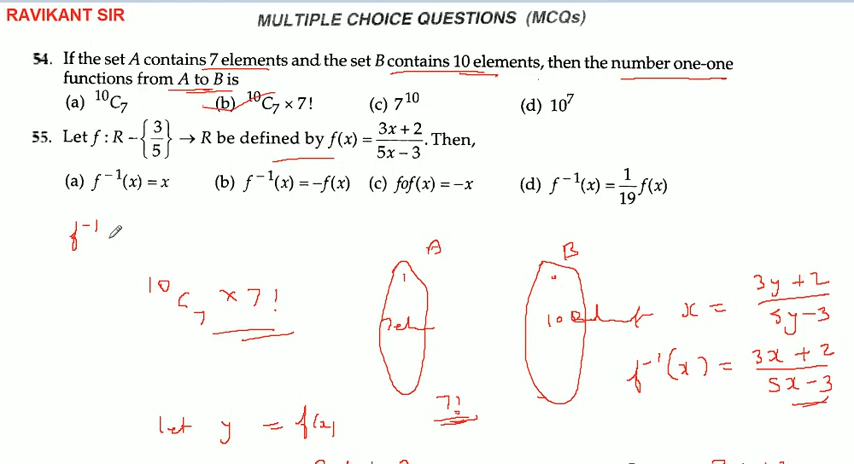 RAVIKANT SIR
MULTIPLE CHOICE QUESTIONS (MCQs)
54. If the set A contains 7 elements and the set B contains 10 elements, then the number one-one
functions from A to B is
(a) ¹⁰C₇ (b) ¹⁰C₇ × 7! (c) 7¹⁰ (d) 10⁷
55. Let f : R – {3/5} → R be defined by f(x) = (3x + 2)/(5x – 3). Then,
(a) f⁻¹(x) = x (b) f⁻¹(x) = –f(x) (c) fof(x) = –x (d) f⁻¹(x) = 1/19 f(x)
f⁻¹
A B
¹⁰C₇ × 7!
1
x = (3y + 2)/(5y – 3)
f⁻¹(x) = (3x + 2)/(5x – 3)
7!
let y = f(x)